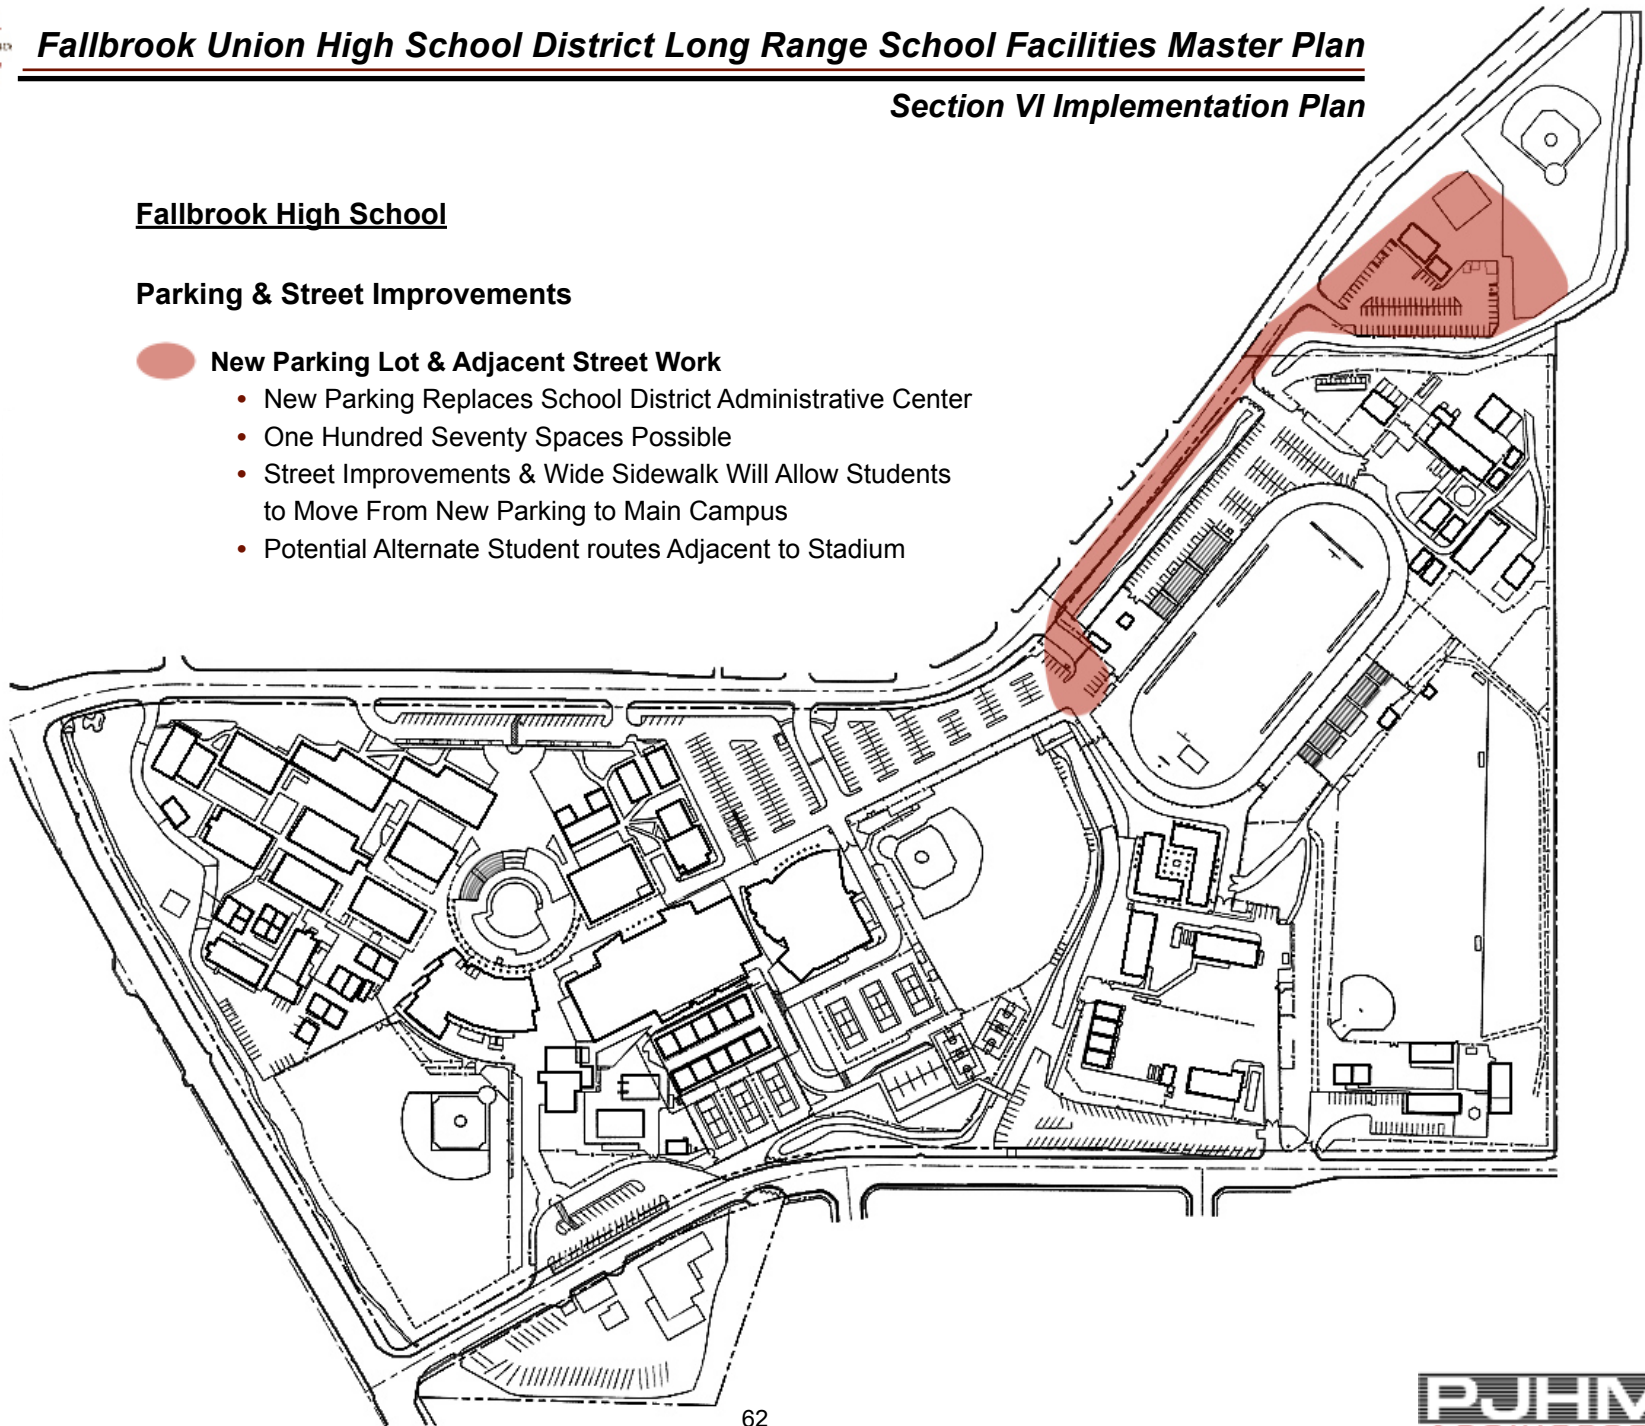 Fallbrook Union High School District Long Range School Facilities Master Plan
Section VI Implementation Plan
Fallbrook High School
Parking & Street Improvements
New Parking Lot & Adjacent Street Work
• New Parking Replaces School District Administrative Center
• One Hundred Seventy Spaces Possible
• Street Improvements & Wide Sidewalk Will Allow Students
to Move From New Parking to Main Campus
• Potential Alternate Student routes Adjacent to Stadium
62
PJHM